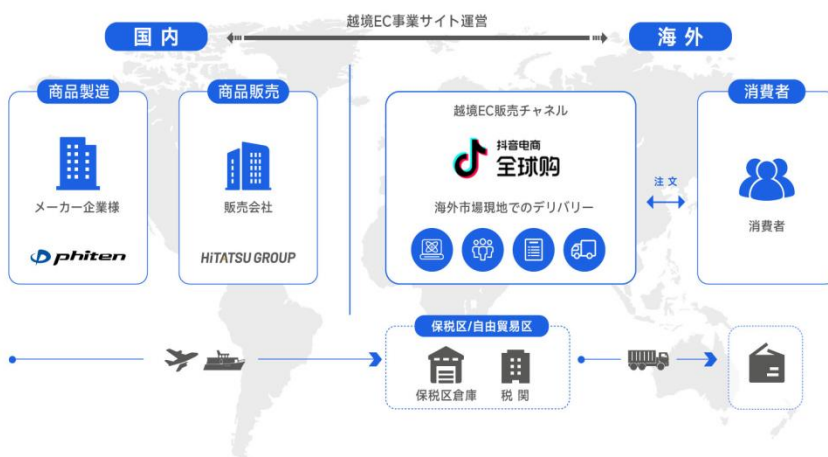 越境EC事業サイト運営
国内
海外
商品製造
商品販売
消費者
越境EC販売チャネル
抖音电商
全球购
メーカー企業様
販売会社
海外市場現地でのデリバリー
注文
消費者
phiten
HiTATSU GROUP
保税区/自由貿易区
保税区倉庫
税関